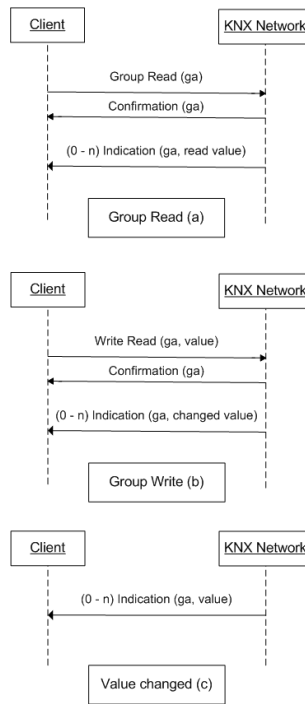 Client KNX Network
Group Read (ga)
Confirmation (ga)
(0 - n) Indication (ga, read value)
Group Read (a)
Client KNX Network
Write Read (ga, value)
Confirmation (ga)
(0 - n) Indication (ga, changed value)
Group Write (b)
Client KNX Network
(0 - n) Indication (ga, value)
Value changed (c)